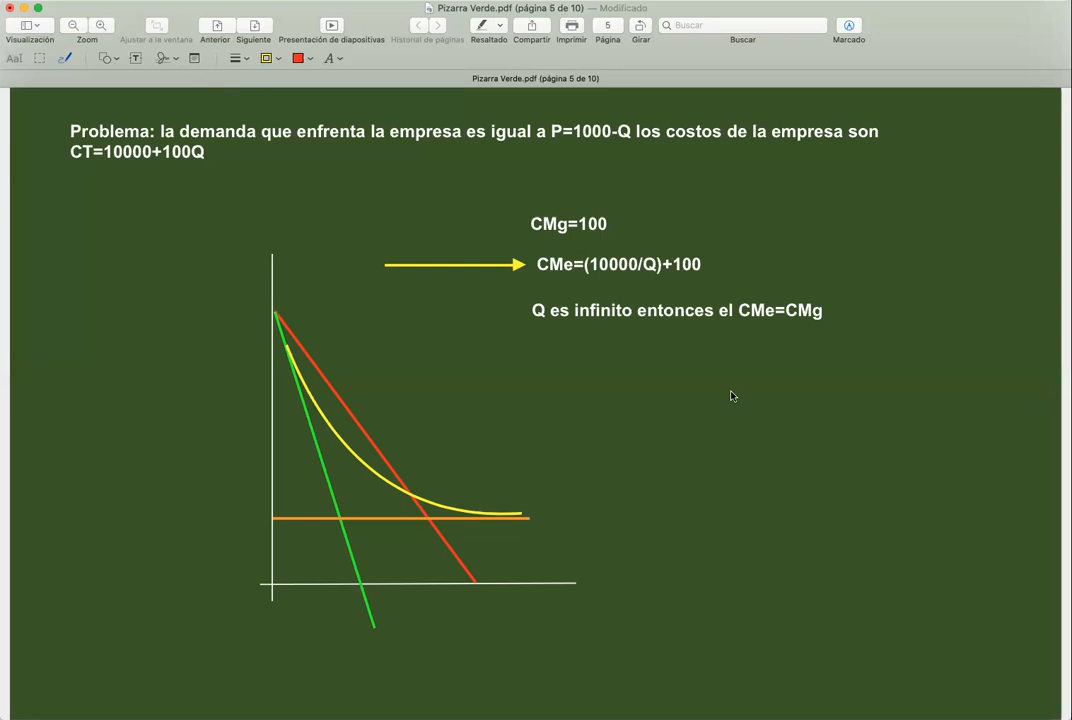 Pizarra Verde.pdf (página 5 de 10) — Modificado
5
Buscar
Visualización
Zoom
Ajustar a la ventana
Anterior
Siguiente
Presentación de diapositivas
Historial de páginas
Resaltado
Compartir
Imprimir
Página
Girar
Buscar
Marcado
AaI
T
A
Pizarra Verde.pdf (página 5 de 10)
Problema: la demanda que enfrenta la empresa es igual a P=1000-Q los costos de la empresa son
CT=10000+100Q
CMg=100
CMe=(10000/Q)+100
Q es infinito entonces el CMe=CMg